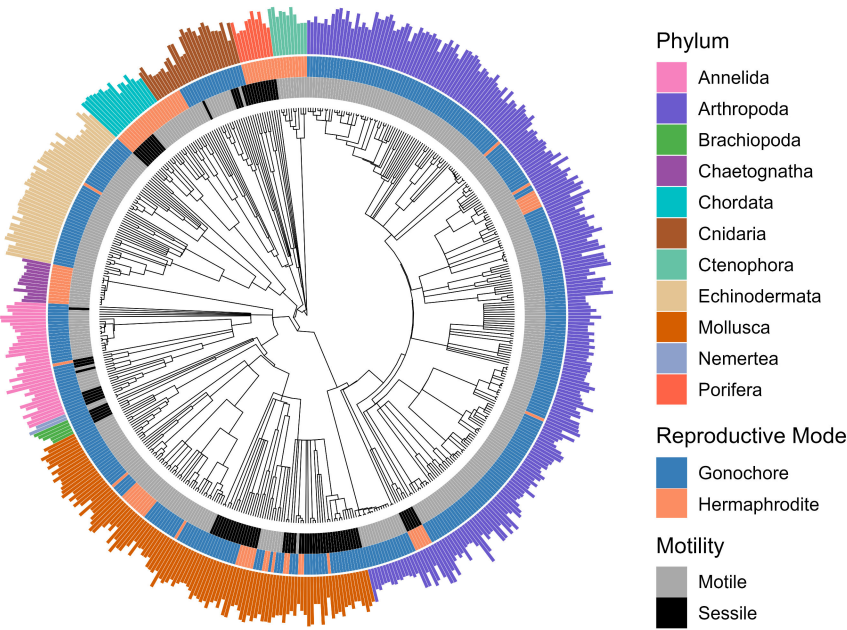 Phylum
Annelida
Arthropoda
Brachiopoda
Chaetognatha
Chordata
Cnidaria
Ctenophora
Echinodermata
Mollusca
Nemertea
Porifera
Reproductive Mode
Gonochore
Hermaphrodite
Motility
Motile
Sessile